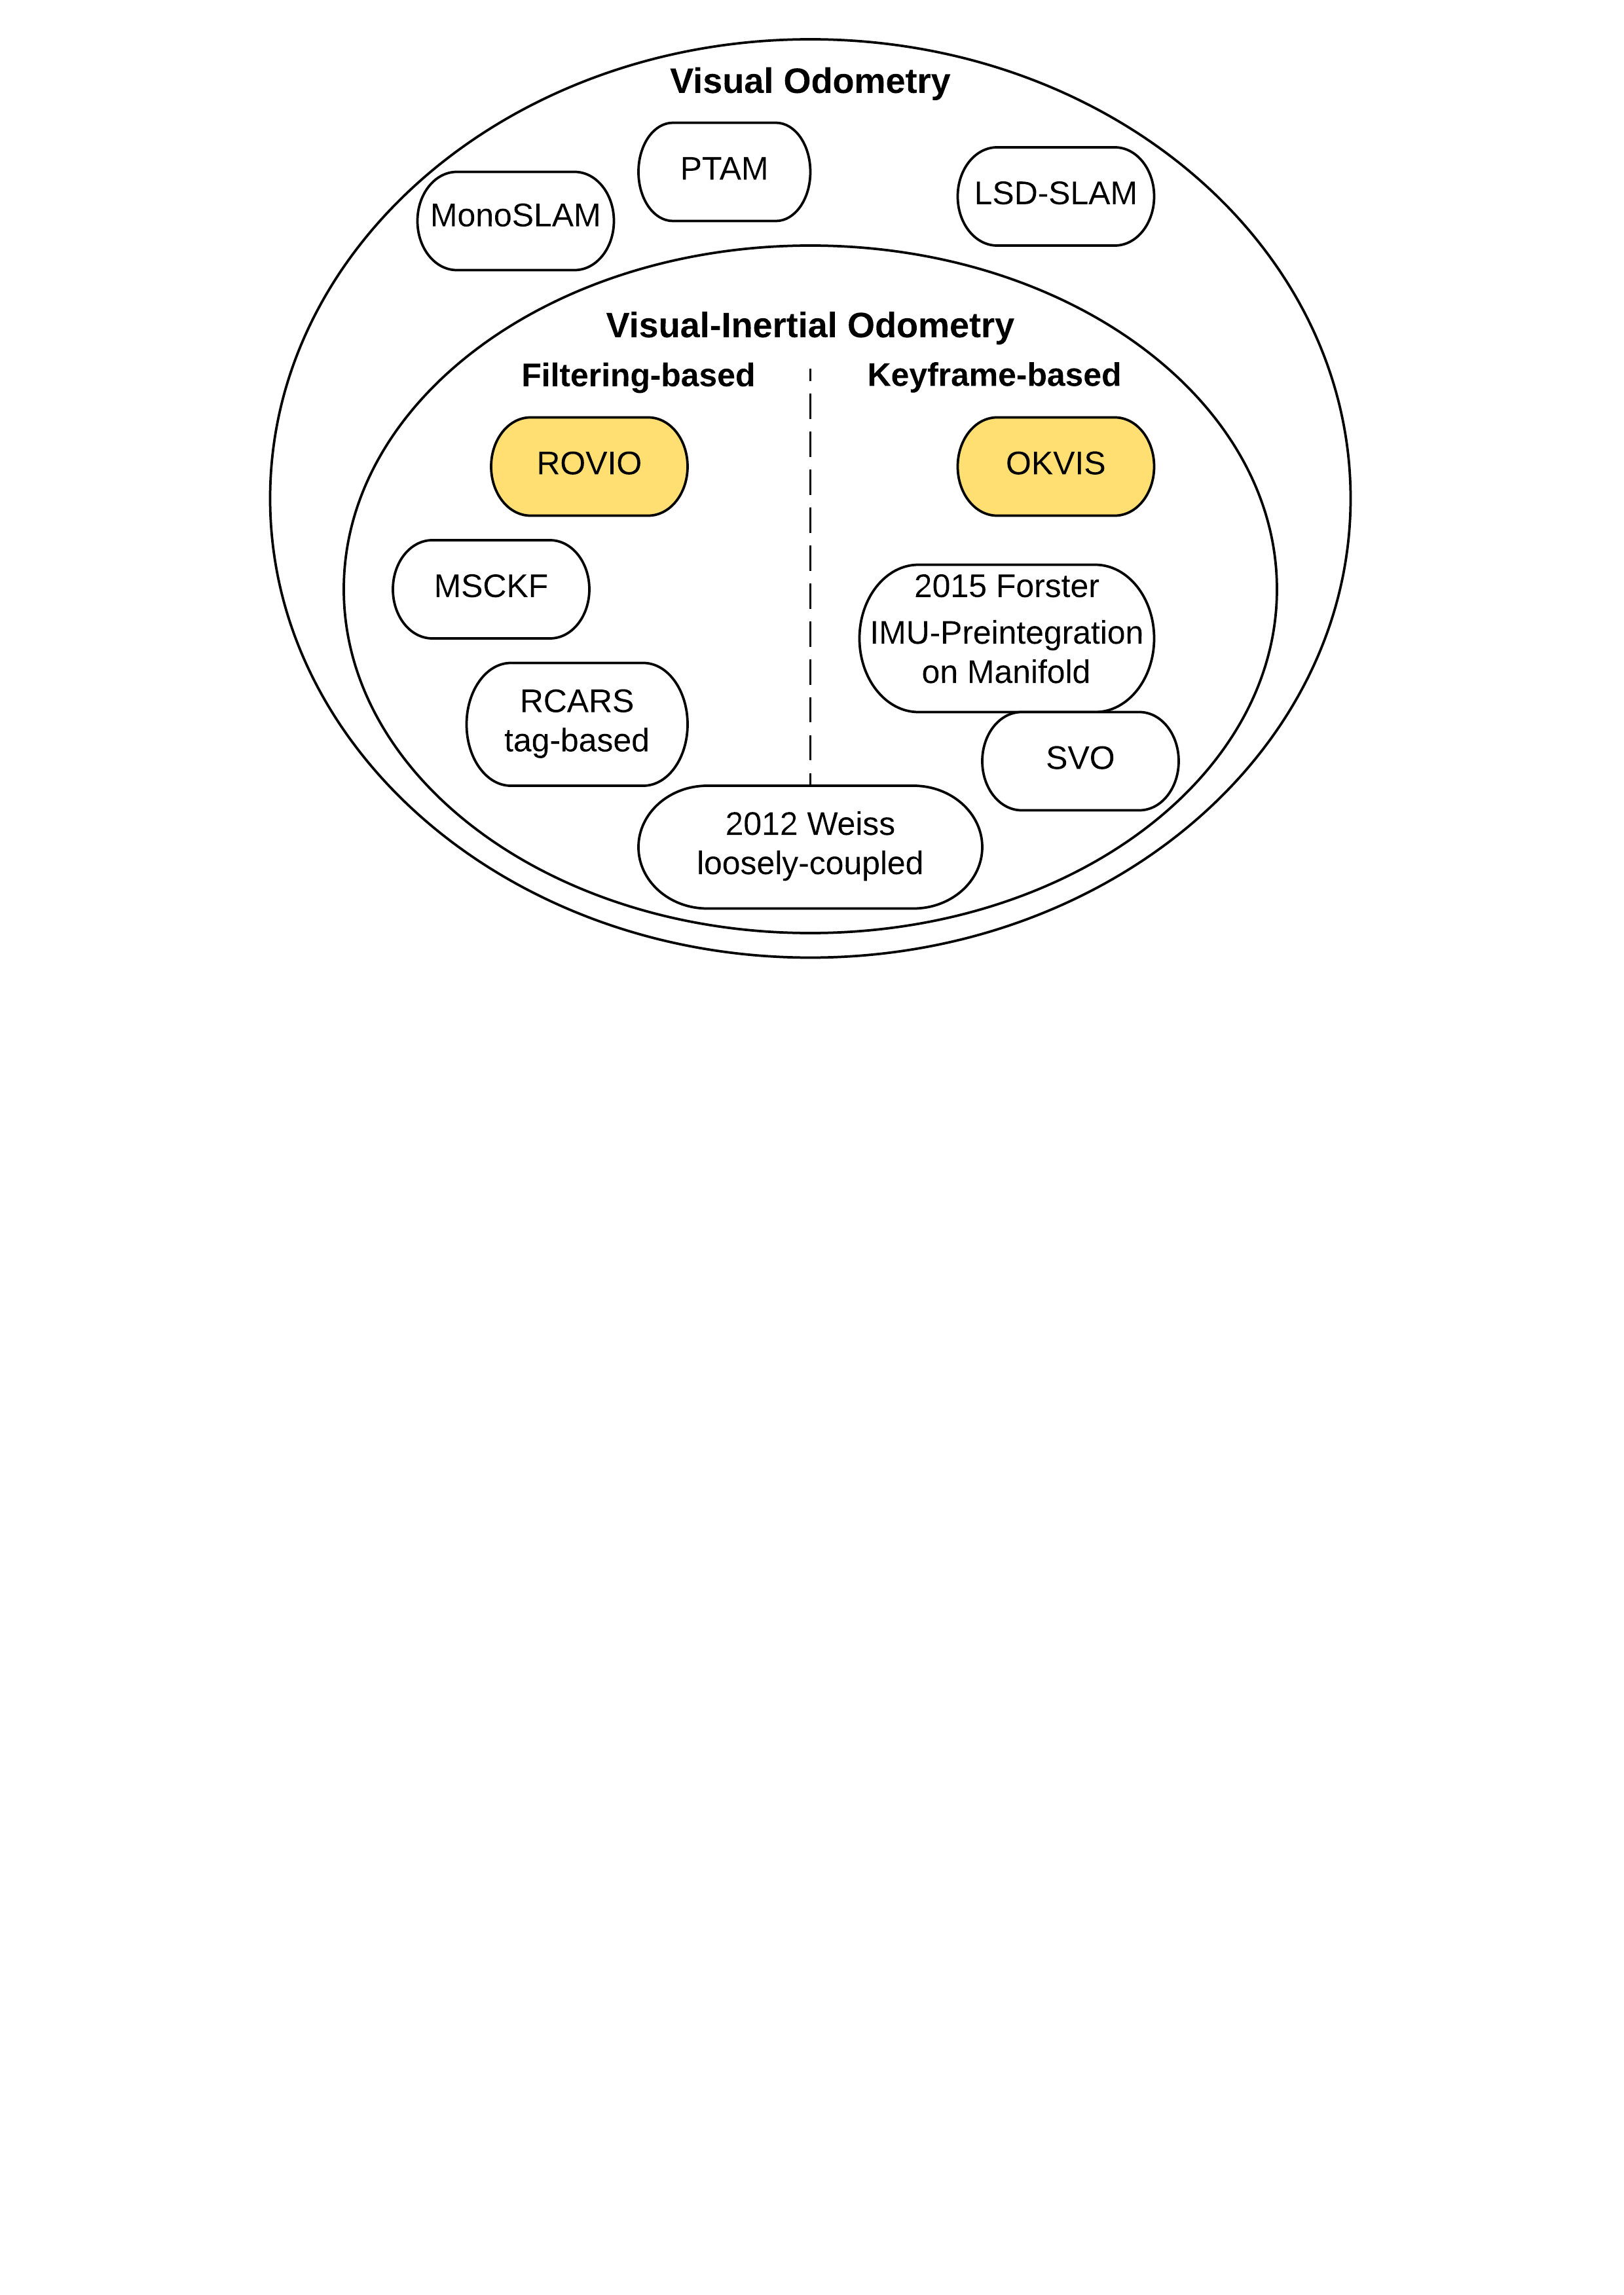 Visual Odometry
PTAM
LSD-SLAM
MonoSLAM
Visual-Inertial Odometry
Filtering-based
Keyframe-based
ROVIO
OKVIS
MSCKF
2015 Forster
IMU-Preintegration
on Manifold
RCARS
tag-based
SVO
2012 Weiss
loosely-coupled